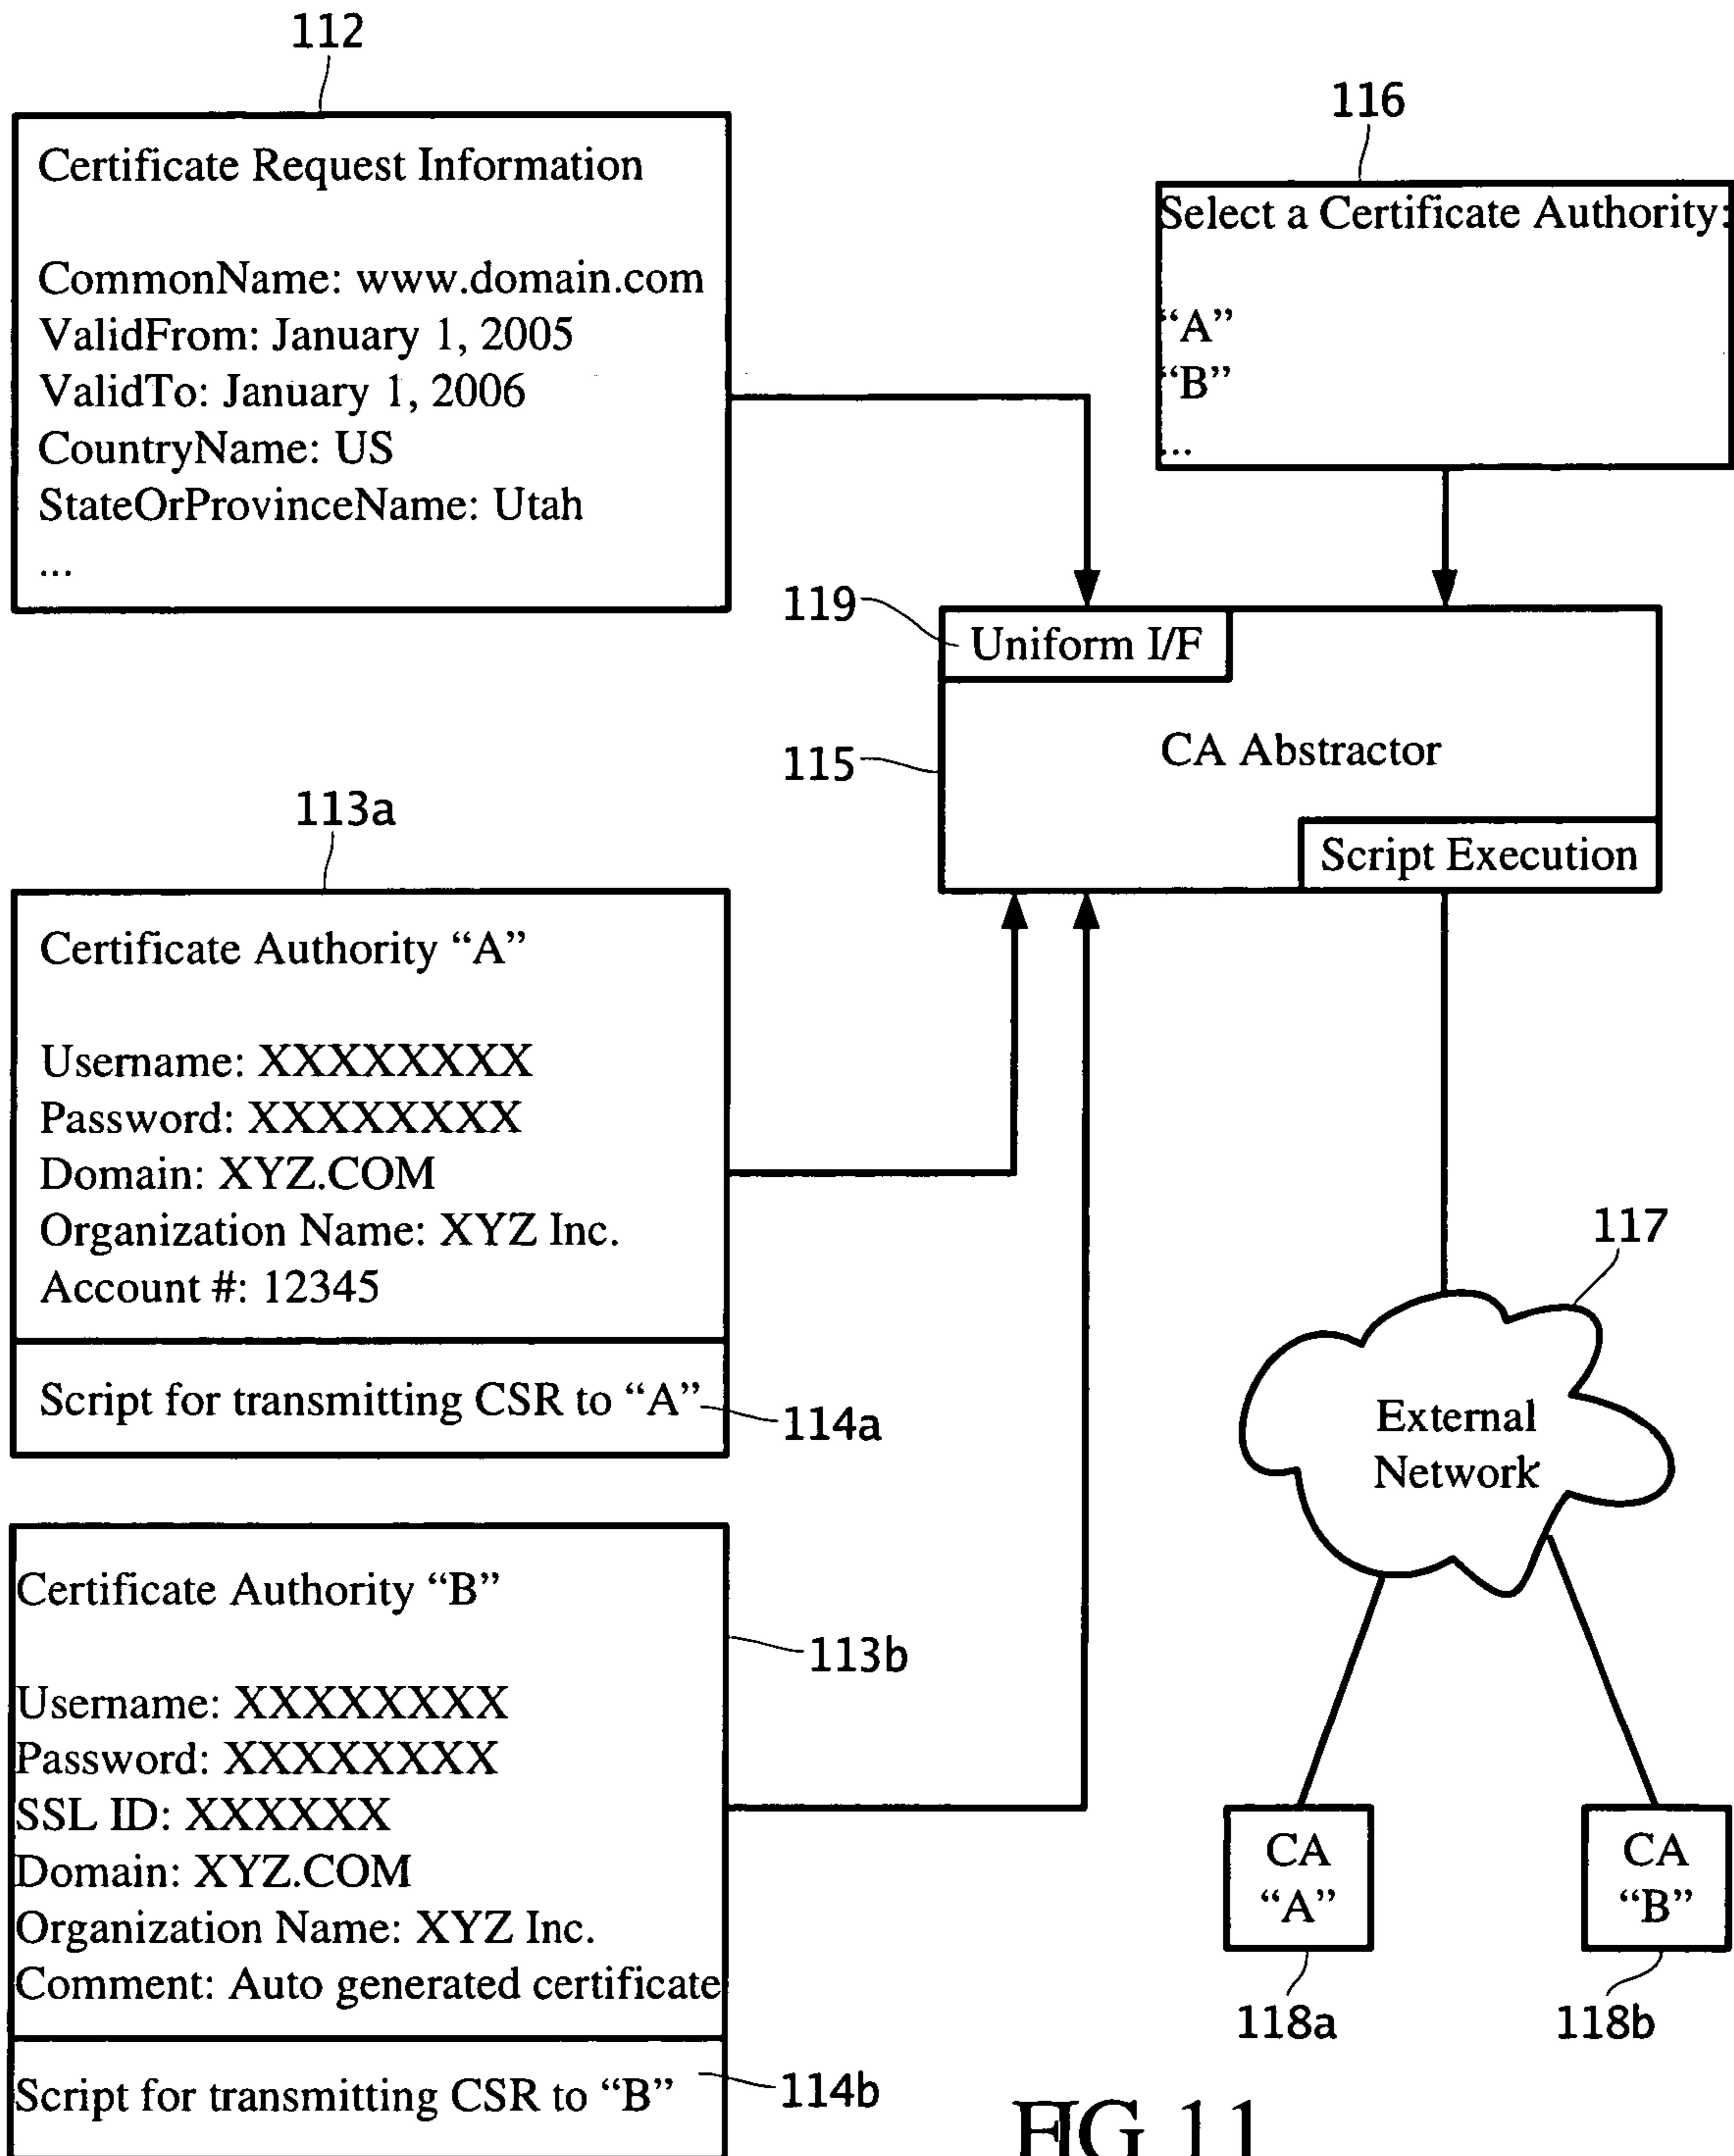 112
Certificate Request Information
CommonName: www.domain.com
ValidFrom: January 1, 2005
ValidTo: January 1, 2006
CountryName: US
StateOrProvinceName: Utah
...
116
Select a Certificate Authority:
“A”
“B”
...
119
Uniform I/F
115
CA Abstractor
Script Execution
113a
Certificate Authority “A”
Username: XXXXXXXX
Password: XXXXXXXX
Domain: XYZ.COM
Organization Name: XYZ Inc.
Account #: 12345
Script for transmitting CSR to “A”
114a
117
External
Network
Certificate Authority “B”
113b
Username: XXXXXXXX
Password: XXXXXXXX
SSL ID: XXXXXX
Domain: XYZ.COM
Organization Name: XYZ Inc.
Comment: Auto generated certificate
Script for transmitting CSR to “B”
114b
CA
“A”
118a
CA
“B”
118b
FIG 11